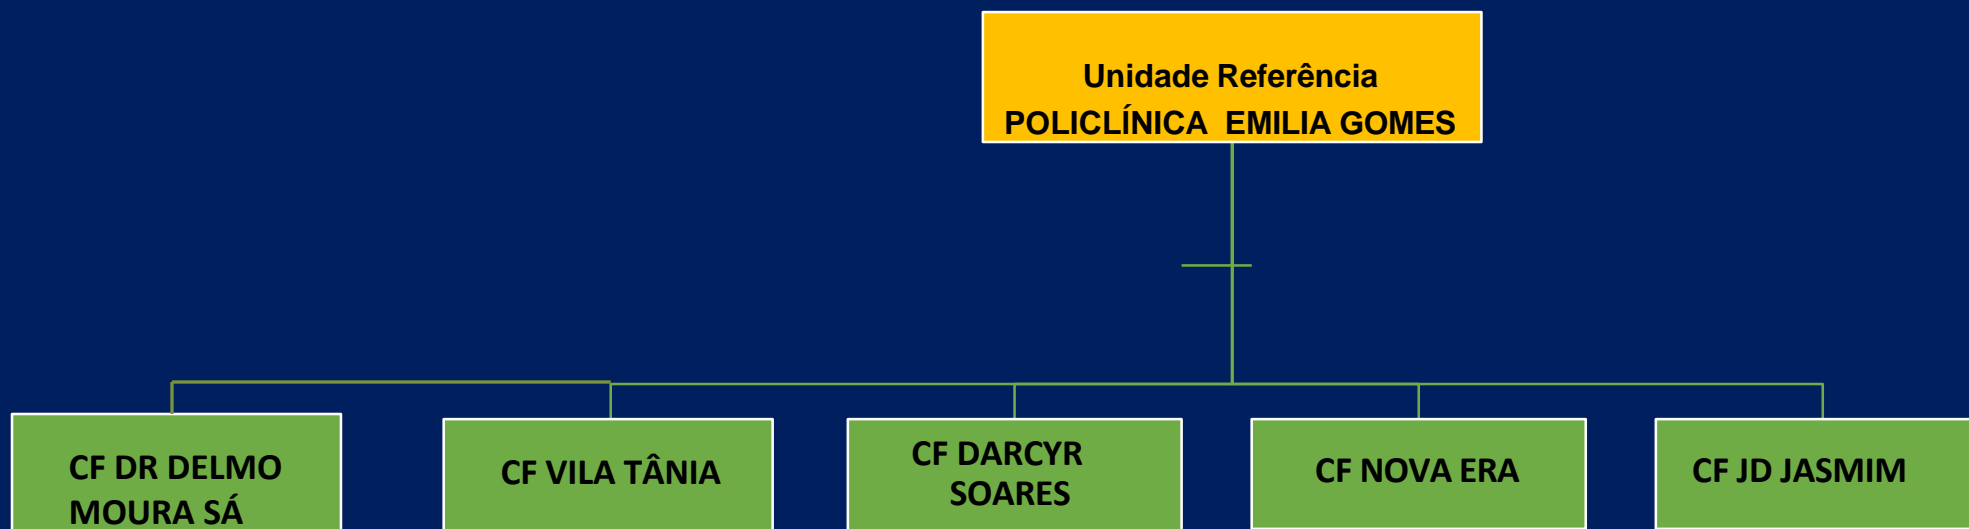 Unidade Referência
POLICLÍNICA EMILIA GOMES
CF DR DELMO
MOURA SÁ
CF VILA TÂNIA
CF DARCYR
SOARES
CF NOVA ERA
CF JD JASMIM